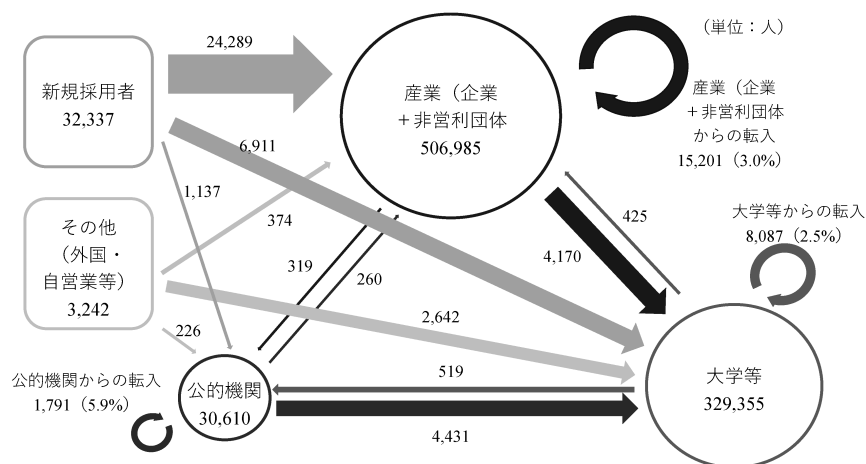 （単位：人）
24,289
新規採用者
32,337
産業（企業
＋非営利団体
506,985
産業（企業
＋非営利団体
からの転入
15,201（3.0%）
6,911
1,137
374
その他
（外国・
自営業等）
3,242
319
260
425
4,170
大学等からの転入
8,087（2.5%）
226
2,642
公的機関からの転入
1,791（5.9%）
公的機関
30,610
519
4,431
大学等
329,355